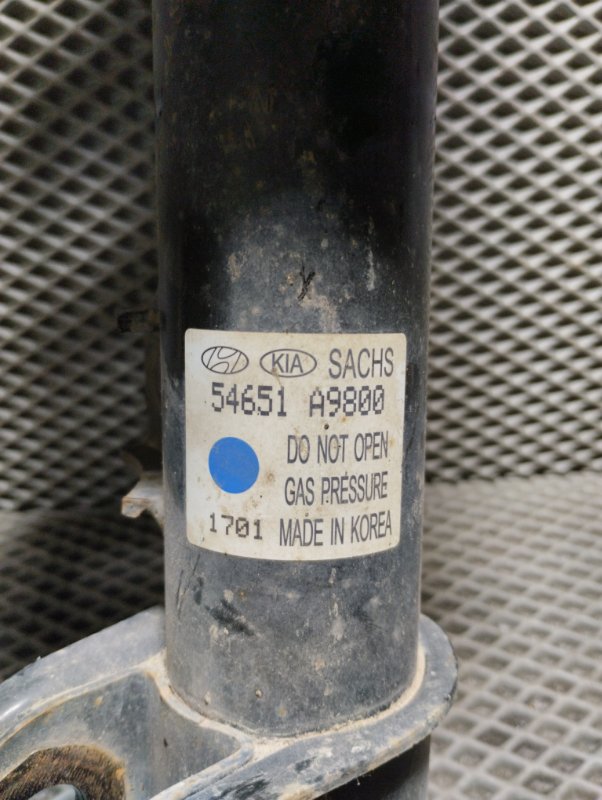 KIA SACHS
54651 A9800
DO NOT OPEN
GAS PRESSURE
1701 MADE IN KOREA